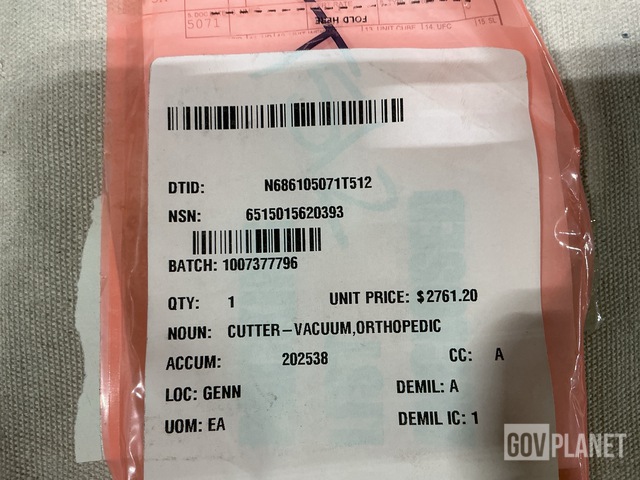 5071
FOLD HERE
DTID: N686105071T512
NSN: 6515015620393
BATCH: 1007377796
QTY: 1 UNIT PRICE: $2761.20
NOUN: CUTTER-VACUUM,ORTHOPEDIC
ACCUM: 202538 CC: A
LOC: GENN DEMIL: A
UOM: EA DEMIL IC: 1
GOVPLANET